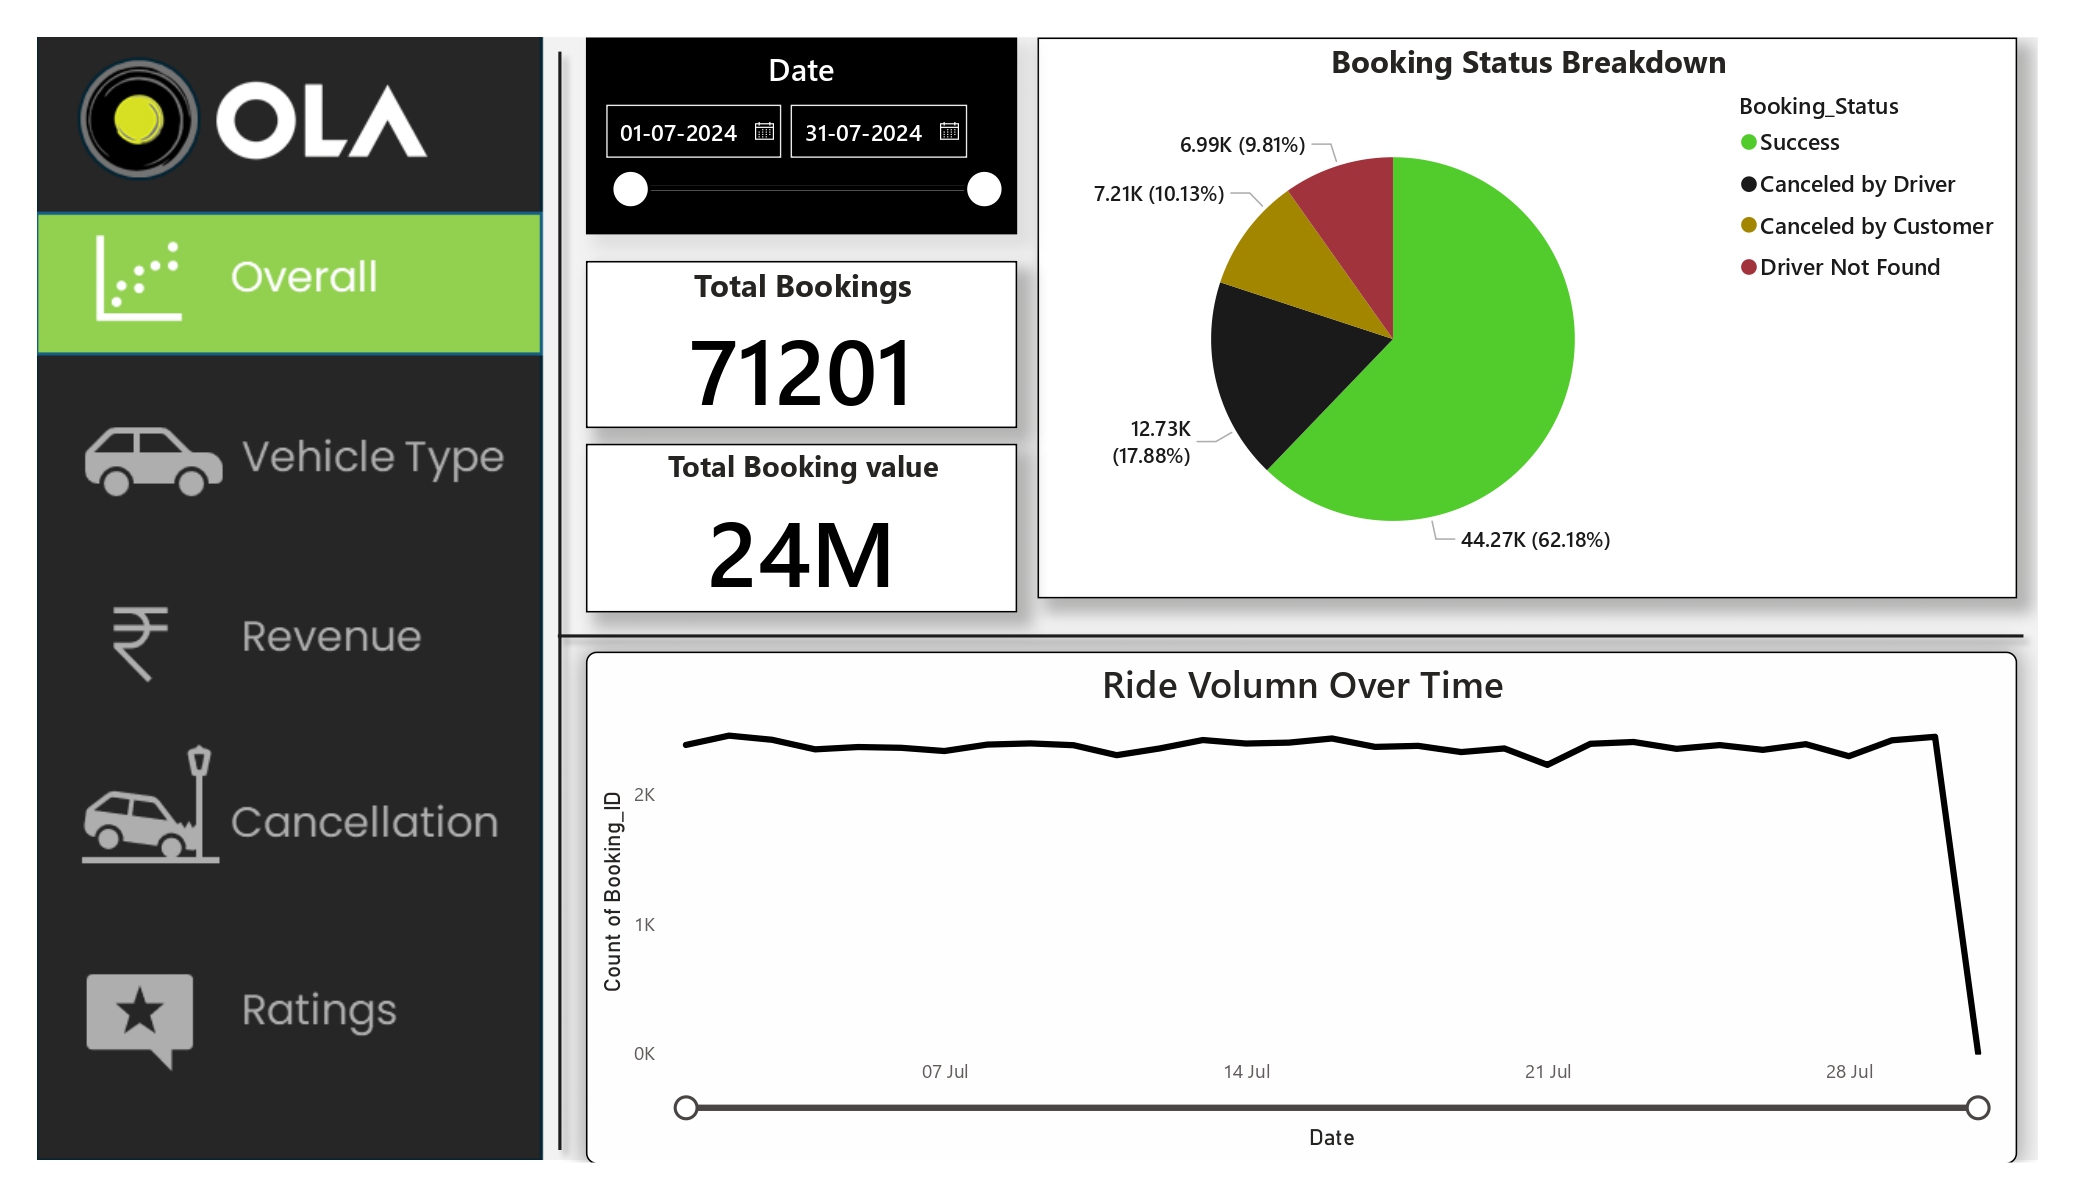 OLA
Overall
Vehicle Type
₹
Revenue
Cancellation
Ratings
Date
01-07-2024
31-07-2024
Total Bookings
71201
Total Booking value
24M
Booking Status Breakdown
Booking_Status
Success
Canceled by Driver
Canceled by Customer
Driver Not Found
6.99K (9.81%)
7.21K (10.13%)
12.73K
(17.88%)
44.27K (62.18%)
Ride Volumn Over Time
Count of Booking_ID
2K
1K
0K
07 Jul
14 Jul
21 Jul
28 Jul
Date